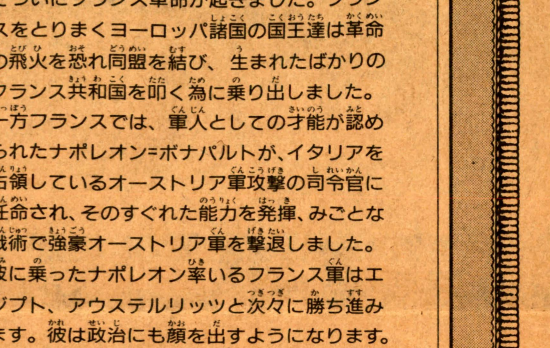 ついにフランス革命が起きました。フラン
スをとりまくヨーロッパ諸国の国王達は革命
の飛火を恐れ同盟を結び、生まれたばかりの
フランス共和国を叩く為に乗り出しました。
一方フランスでは、軍人としての才能が認め
られたナポレオン=ボナパルトが、イタリアを
占領しているオーストリア軍攻撃の司令官に
任命され、そのすぐれた能力を発揮、みごとな
戦術で強豪オーストリア軍を撃退しました。
波に乗ったナポレオン率いるフランス軍はエ
ジプト、アウステルリッツと次々に勝ち進み
ます。彼は政治にも顔を出すようになります。